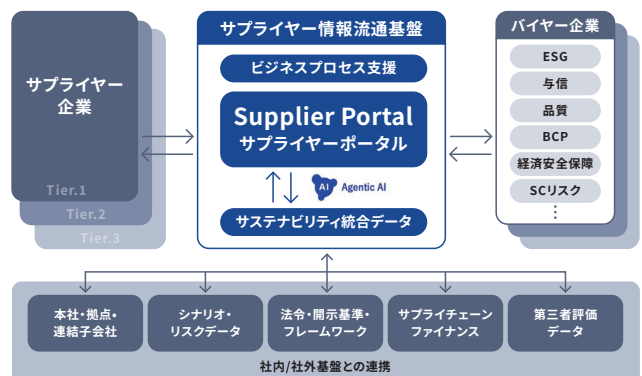 サプライヤー
企業
Tier.1
Tier.2
Tier.3
サプライヤー情報流通基盤
ビジネスプロセス支援
Supplier Portal
サプライヤーポータル
AI Agentic AI
サステナビリティ統合データ
バイヤー企業
ESG
与信
品質
BCP
経済安全保障
SCリスク
⋮
本社・拠点・
連結子会社
シナリオ・
リスクデータ
法令・開示基準・
フレームワーク
サプライチェーン
ファイナンス
第三者評価
データ
社内/社外基盤との連携